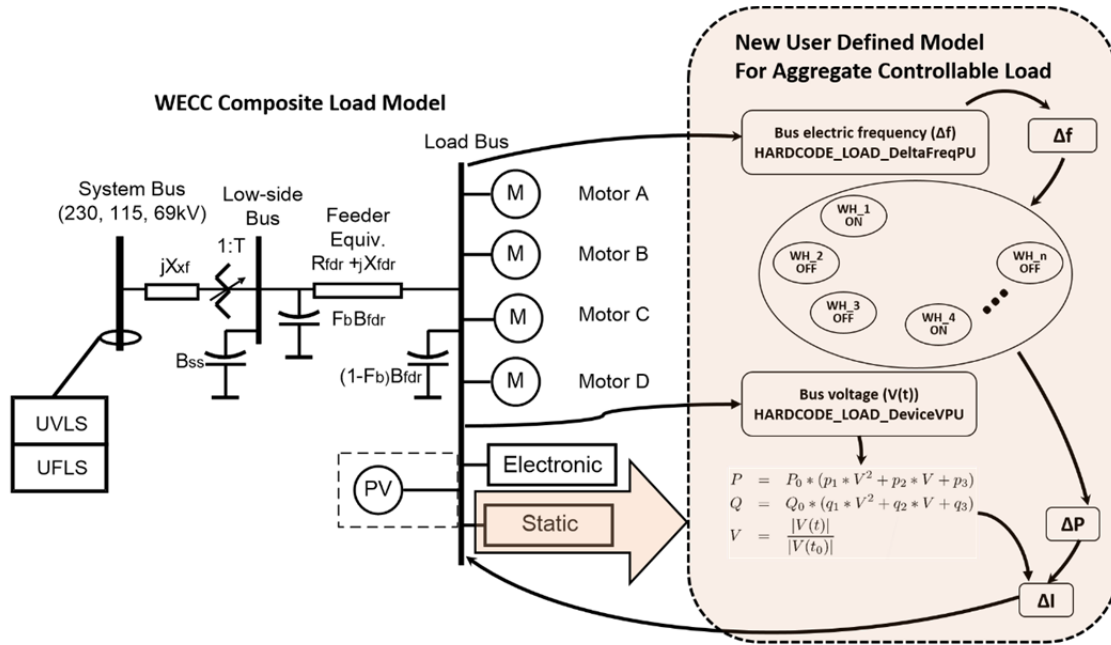 New User Defined Model
For Aggregate Controllable Load
WECC Composite Load Model
Load Bus
System Bus
(230, 115, 69kV)
Low-side
Bus
1:T
jXxf
Feeder
Equiv.
Rfdr +jXfdr
FbBfdr
Bss
(1-Fb)Bfdr
UVLS
UFLS
M
Motor A
M
Motor B
M
Motor C
M
Motor D
Electronic
PV
Static
Bus electric frequency (Δf)
HARDCODE_LOAD_DeltaFreqPU
Δf
WH_1
ON
WH_2
OFF
WH_3
OFF
WH_4
ON
WH_n
OFF
Bus voltage (V(t))
HARDCODE_LOAD_DeviceVPU
P = P₀ * (p₁ * V² + p₂ * V + p₃)
Q = Q₀ * (q₁ * V² + q₂ * V + q₃)
V = |V(t)| / |V(t₀)|
ΔP
ΔI